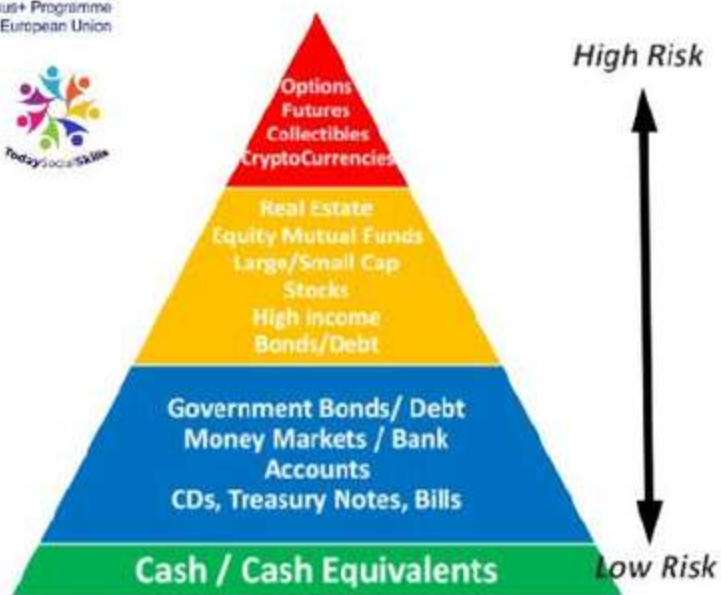 Programme
European Union
TodaySocialSkills
High Risk
Options
Futures
Collectibles
CryptoCurrencies
Real Estate
Equity Mutual Funds
Large/Small Cap
Stocks
High Income
Bonds/Debt
Government Bonds/ Debt
Money Markets / Bank
Accounts
CDs, Treasury Notes, Bills
Cash / Cash Equivalents
Low Risk